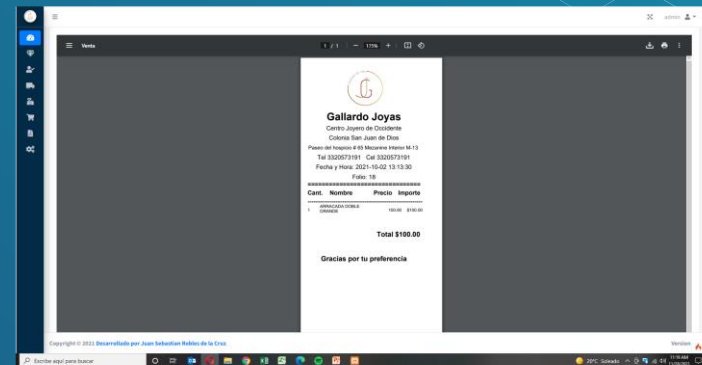 admin
Venta
1 / 1 | − 175% +
Gallardo Joyas
Centro Joyero de Occidente
Colonia San Juan de Dios
Paseo del hospicio # 65 Mezanine Interior M-13
Tel 3320573191 Cel 3320573191
Fecha y Hora: 2021-10-02 13:13:30
Folio: 18
Cant. Nombre Precio Importe
1 ARRACADA DOBLE GRANDE 100.00 $100.00
Total $100.00
Gracias por tu preferencia
Copyright © 2021 Desarrollado por Juan Sebastian Robles de la Cruz
Version
Escribe aquí para buscar
29°C Soleado